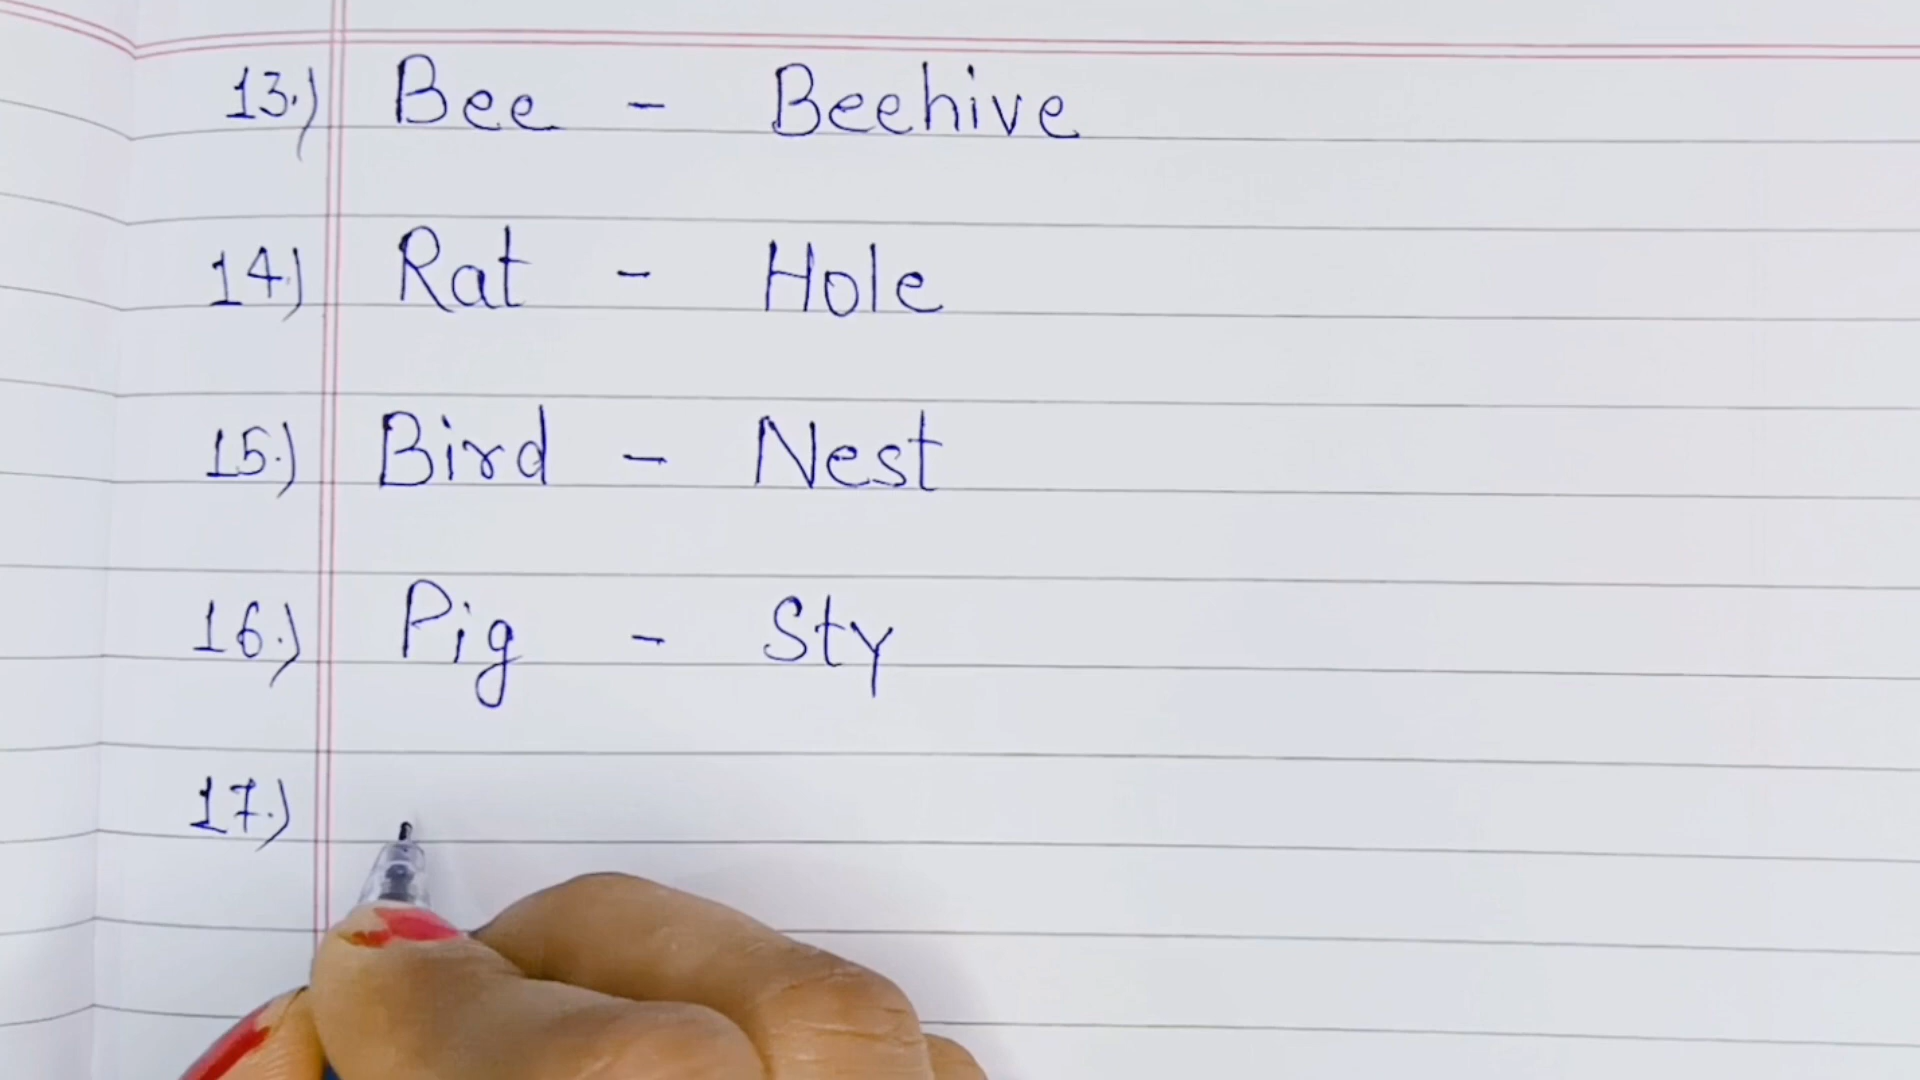 13.) Bee - Beehive
14.) Rat - Hole
15.) Bird - Nest
16.) Pig - Sty
17.)